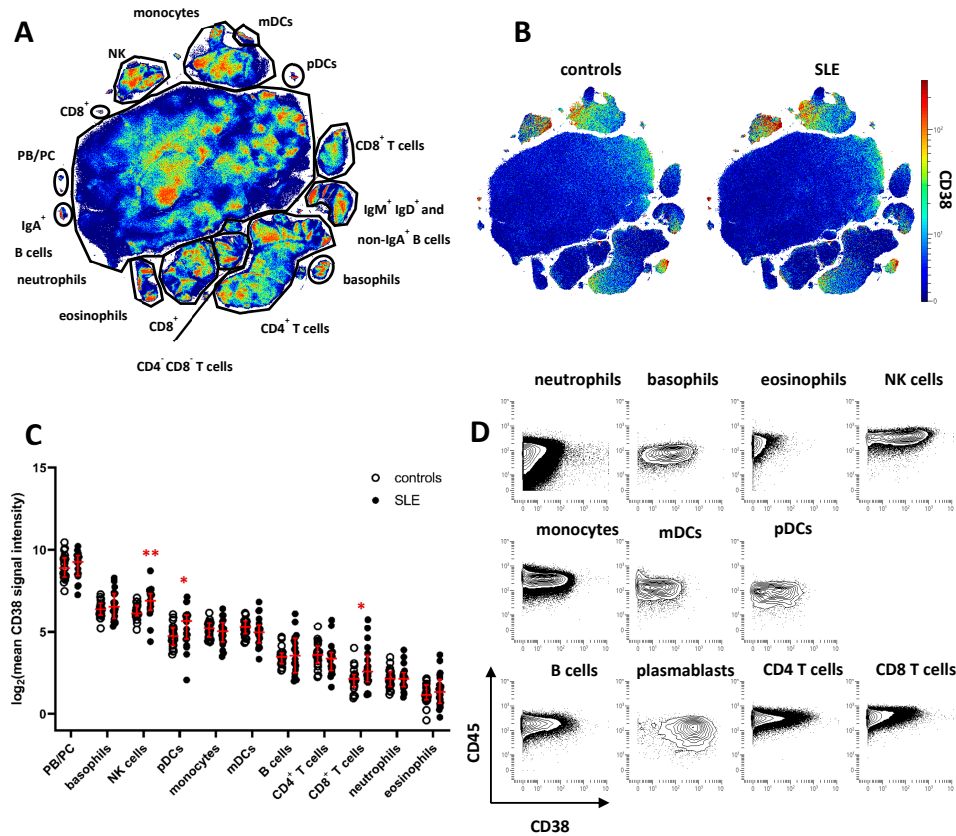 A
monocytes
mDCs
NK
pDCs
CD8⁺
CD8⁺ T cells
PB/PC
IgA⁺
B cells
IgM⁺ IgD⁺ and
non-IgA⁺ B cells
neutrophils
basophils
eosinophils
CD8⁺
CD4⁺ T cells
CD4⁻CD8⁻ T cells
B
controls
SLE
10²
10¹
0
CD38
C
15
10
5
0
log₂(mean CD38 signal intensity)
controls
SLE
**
*
*
PB/PC
basophils
NK cells
pDCs
monocytes
mDCs
B cells
CD4⁺ T cells
CD8⁺ T cells
neutrophils
eosinophils
D
neutrophils
basophils
eosinophils
NK cells
monocytes
mDCs
pDCs
B cells
plasmablasts
CD4 T cells
CD8 T cells
CD45
CD38